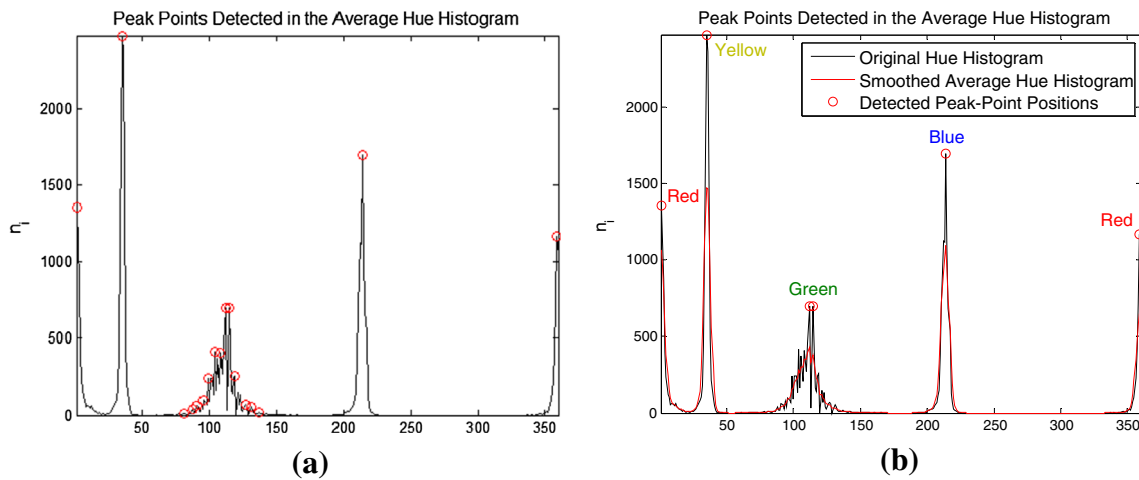 Peak Points Detected in the Average Hue Histogram
2000
1500
1000
500
0
n_i
50
100
150
200
250
300
350
(a)
Peak Points Detected in the Average Hue Histogram
Yellow
Original Hue Histogram
Smoothed Average Hue Histogram
Detected Peak-Point Positions
2000
1500
1000
500
0
n_i
Blue
Red
Red
Green
50
100
150
200
250
300
350
(b)